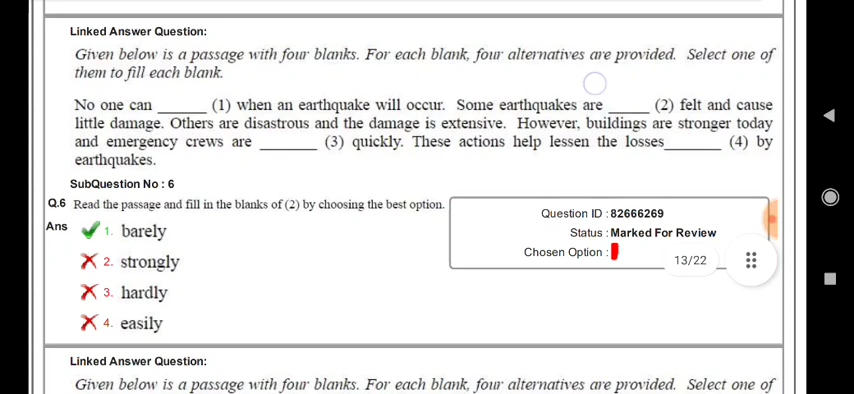 Linked Answer Question:
Given below is a passage with four blanks. For each blank, four alternatives are provided. Select one of
them to fill each blank.
No one can ______ (1) when an earthquake will occur. Some earthquakes are _____ (2) felt and cause
little damage. Others are disastrous and the damage is extensive. However, buildings are stronger today
and emergency crews are _______ (3) quickly. These actions help lessen the losses_______ (4) by
earthquakes.
SubQuestion No : 6
Q.6 Read the passage and fill in the blanks of (2) by choosing the best option.
Question ID : 82666269
Status : Marked For Review
Chosen Option :
13/22
Ans 1. barely
2. strongly
3. hardly
4. easily
Linked Answer Question:
Given below is a passage with four blanks. For each blank, four alternatives are provided. Select one of